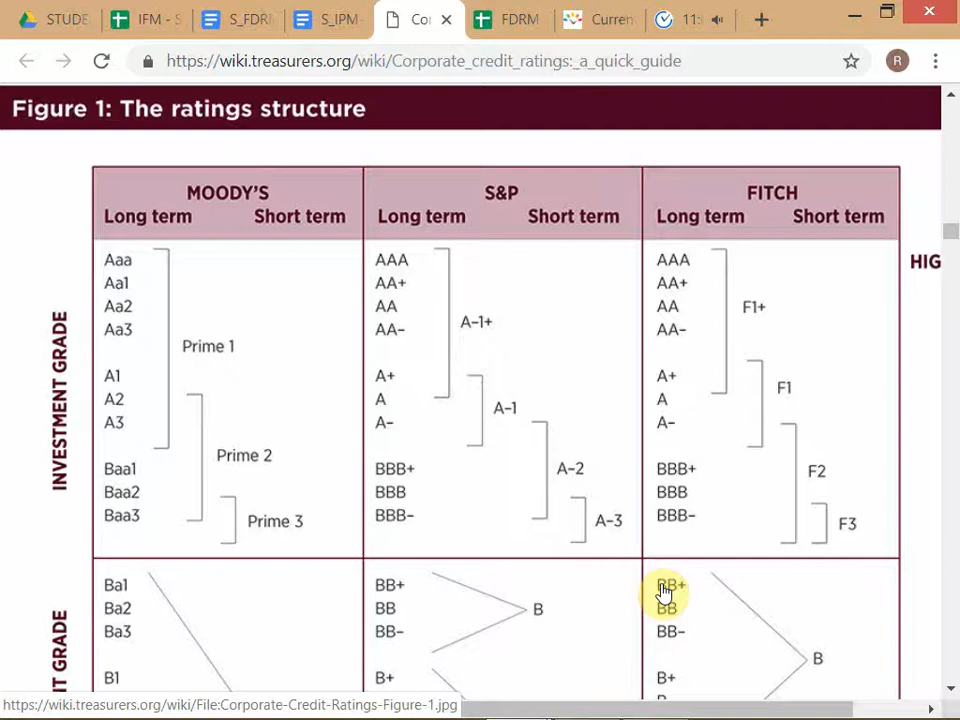 STUDE
IFM - S
S_FDRM
S_IPM-
Co
FDRM
Curren
11:
https://wiki.treasurers.org/wiki/Corporate_credit_ratings:_a_quick_guide
R
Figure 1: The ratings structure
MOODY'S S&P FITCH
Long term Short term Long term Short term Long term Short term
HIG
INVESTMENT GRADE
Aaa AAA AAA
Aa1 AA+ AA+
Aa2 AA AA F1+
Aa3 AA– A–1+ AA–
Prime 1
A1 A+ A+ F1
A2 A A
A3 A– A–1 A–
Prime 2
Baa1 BBB+ A–2 BBB+ F2
Baa2 BBB BBB
Baa3 Prime 3 BBB– A–3 BBB– F3
Ba1 BB+ BB+
Ba2 BB B BB
Ba3 BB– BB–
B
B1 B+ B+
T GRADE
https://wiki.treasurers.org/wiki/File:Corporate-Credit-Ratings-Figure-1.jpg